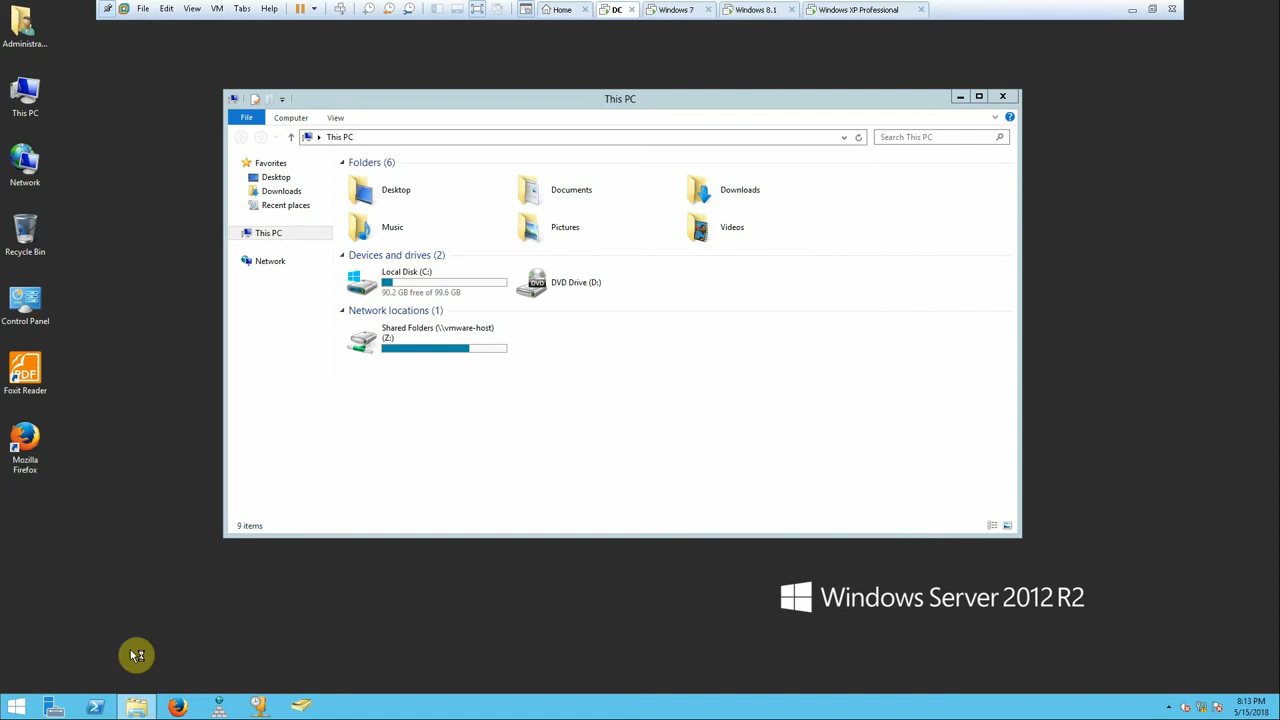 File Edit View VM Tabs Help
Home DC Windows 7 Windows 8.1 Windows XP Professional
Administra...
This PC
Network
Recycle Bin
Control Panel
Foxit Reader
Mozilla
Firefox
This PC
File Computer View
This PC
Search This PC
Favorites
Desktop
Downloads
Recent places
This PC
Network
Folders (6)
Desktop Documents Downloads
Music Pictures Videos
Devices and drives (2)
Local Disk (C:)
90.2 GB free of 99.6 GB
DVD Drive (D:)
Network locations (1)
Shared Folders (\\vmware-host)
(Z:)
9 items
Windows Server 2012 R2
8:13 PM
5/15/2018